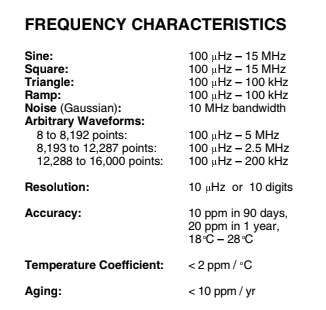 FREQUENCY CHARACTERISTICS
Sine: 100 μHz – 15 MHz
Square: 100 μHz – 15 MHz
Triangle: 100 μHz – 100 kHz
Ramp: 100 μHz – 100 kHz
Noise (Gaussian): 10 MHz bandwidth
Arbitrary Waveforms:
8 to 8,192 points: 100 μHz – 5 MHz
8,193 to 12,287 points: 100 μHz – 2.5 MHz
12,288 to 16,000 points: 100 μHz – 200 kHz
Resolution: 10 μHz or 10 digits
Accuracy: 10 ppm in 90 days,
20 ppm in 1 year,
18°C – 28°C
Temperature Coefficient: < 2 ppm / °C
Aging: < 10 ppm / yr